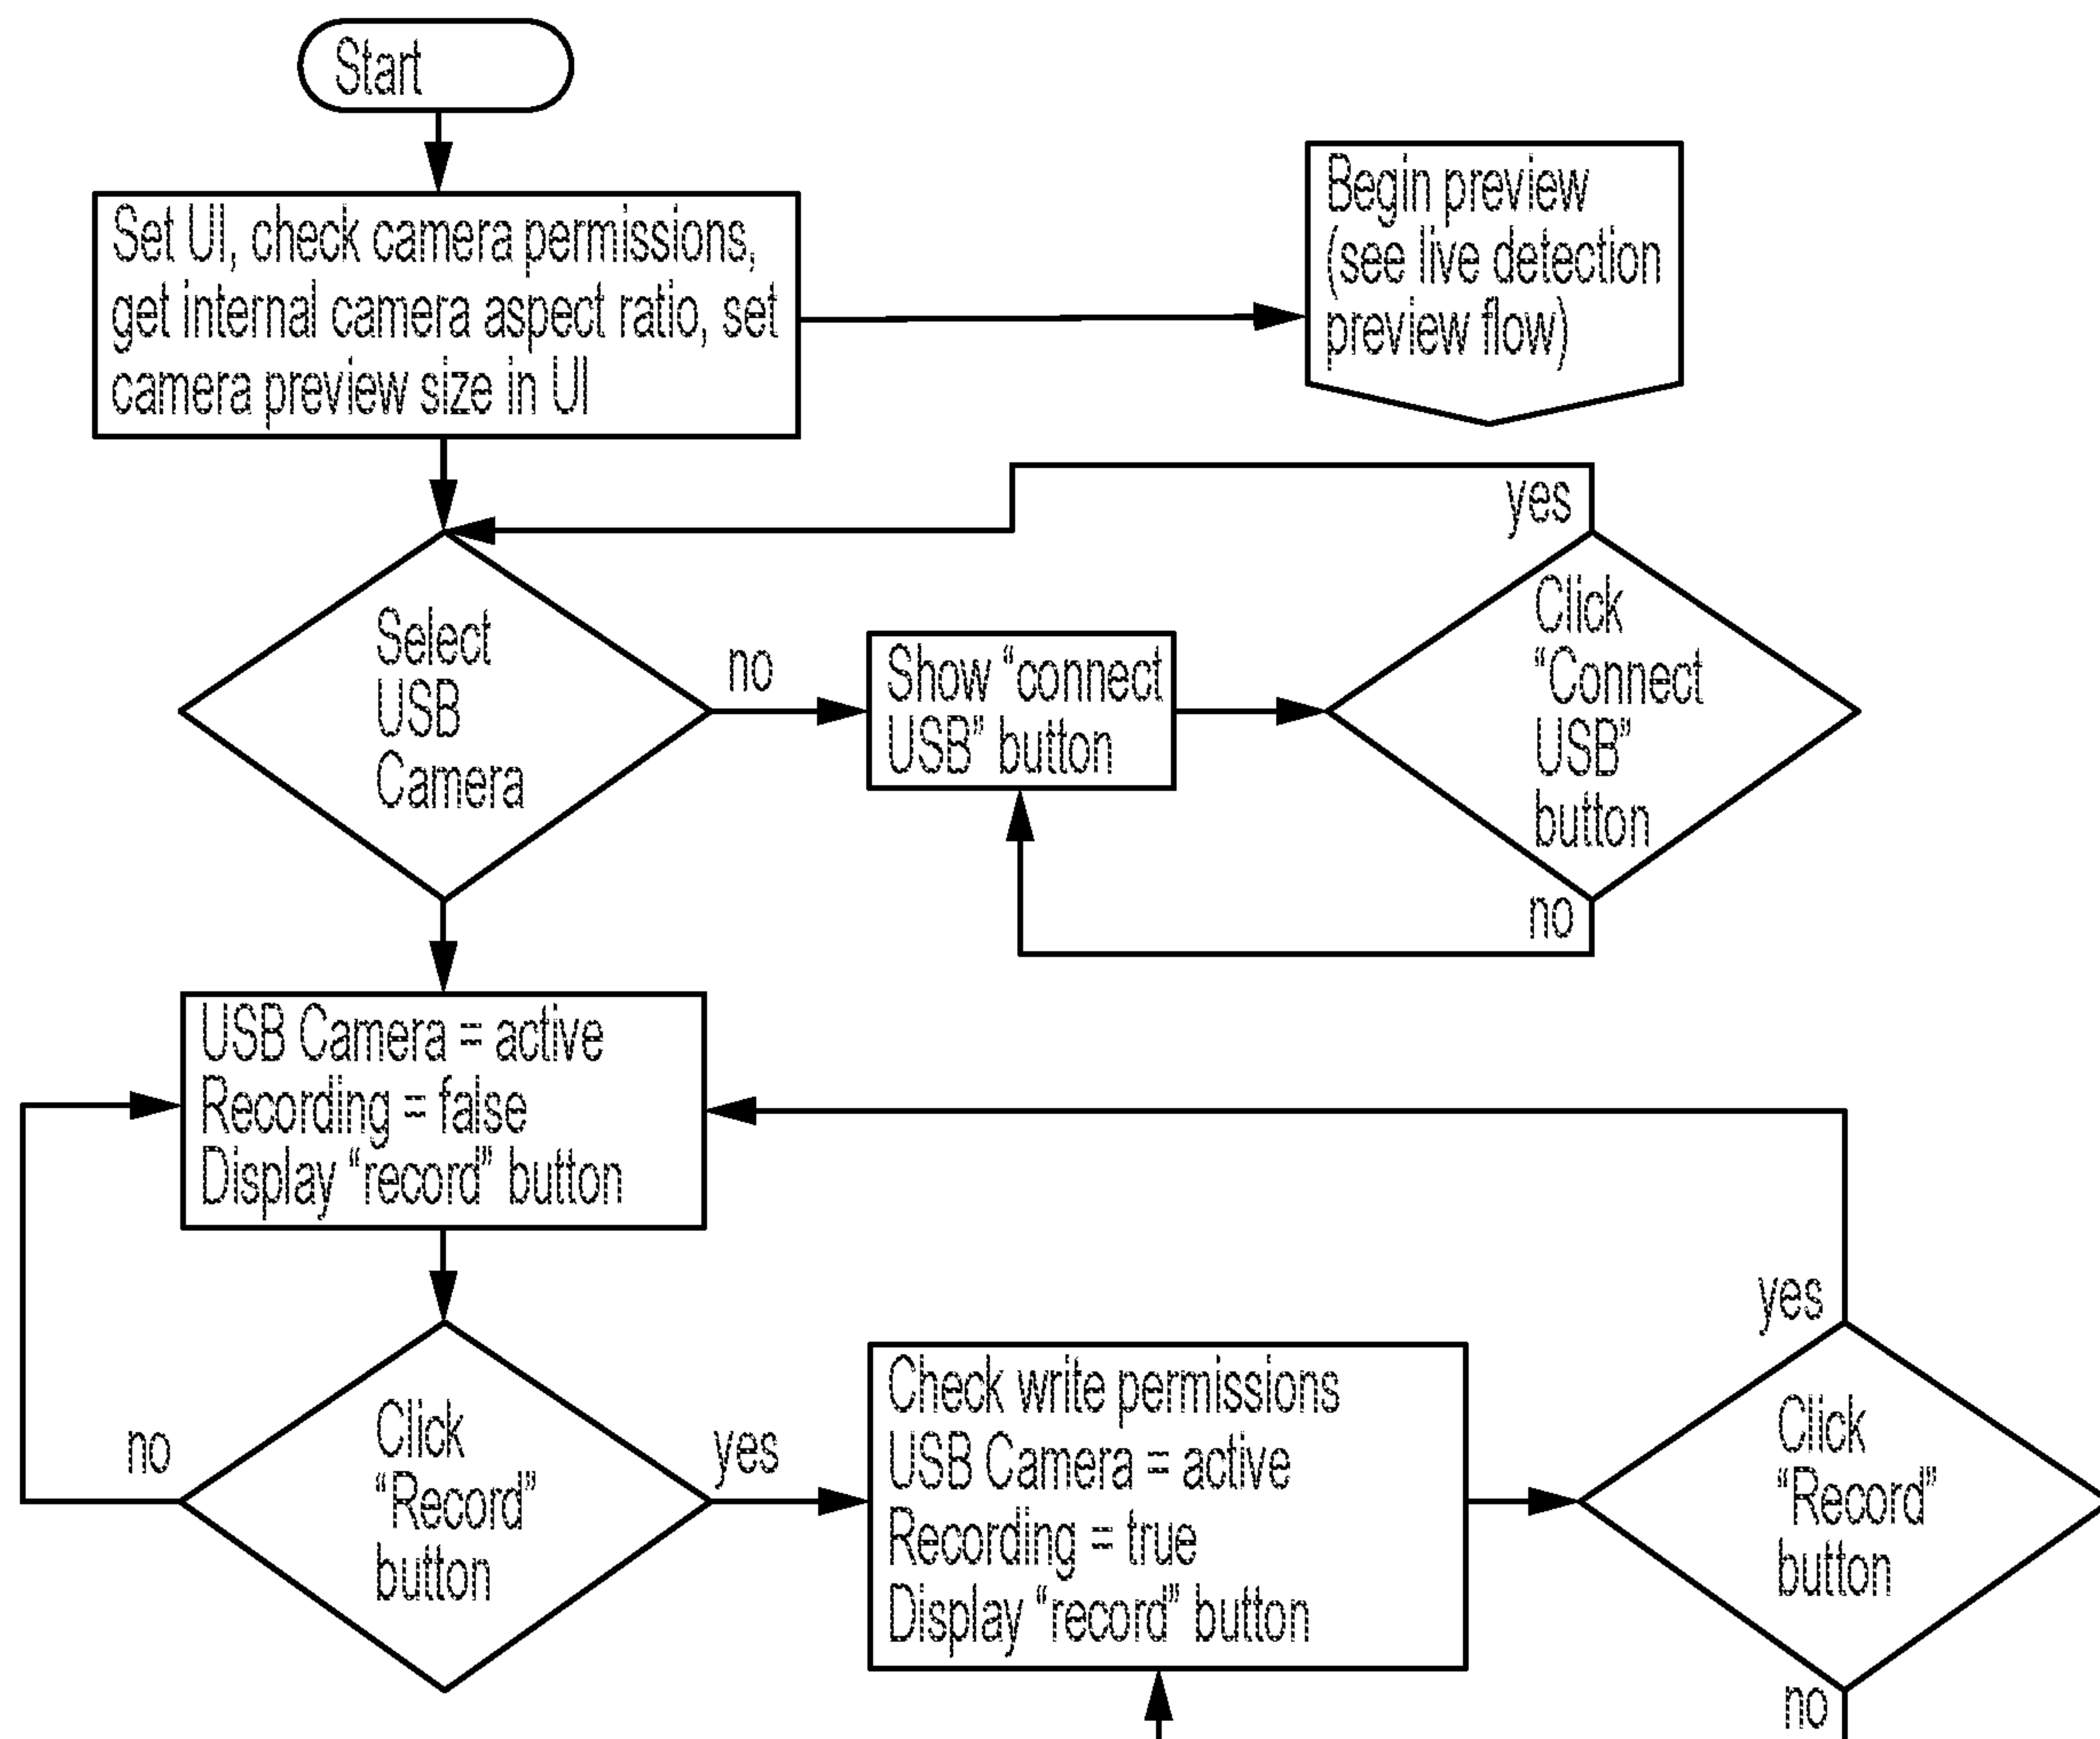 Start
Set UI, check camera permissions,
get internal camera aspect ratio, set
camera preview size in UI
Begin preview
(see live detection
preview flow)
Select
USB
Camera
no
Show “connect
USB” button
yes
Click
“Connect
USB”
button
no
USB Camera = active
Recording = false
Display “record” button
no
Click
“Record”
button
yes
Check write permissions
USB Camera = active
Recording = true
Display “record” button
yes
Click
“Record”
button
no